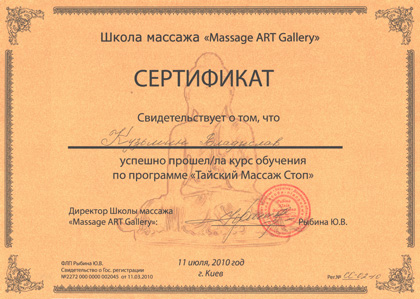 Школа массажа «Massage ART Gallery»
СЕРТИФИКАТ
Свидетельствует о том, что
Владислав
успешно прошел/ла курс обучения
по программе «Тайский Массаж Стоп»
Директор Школы массажа
«Massage ART Gallery»:
Рыбина Ю.В.
ФЛП Рыбина Ю.В.
Свидетельство о Гос. регистрации
№2272 000 0000 002045 от 11.03.2010
11 июля, 2010 год
г. Киев
Рег.№